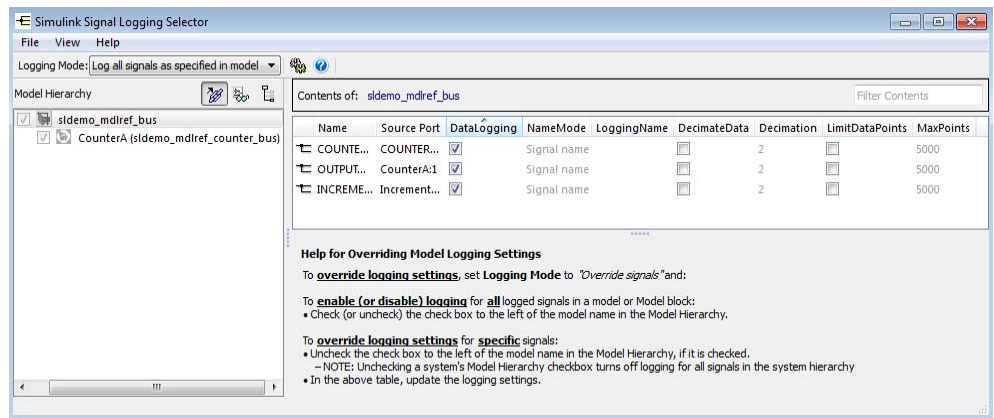 Simulink Signal Logging Selector
File View Help
Logging Mode: Log all signals as specified in model
Model Hierarchy
sldemo_mdlref_bus
CounterA (sldemo_mdlref_counter_bus)
Contents of: sldemo_mdlref_bus
Filter Contents
Name Source Port DataLogging NameMode LoggingName DecimateData Decimation LimitDataPoints MaxPoints
COUNTE... COUNTER... Signal name 2 5000
OUTPUT... CounterA:1 Signal name 2 5000
INCREME... Increment... Signal name 2 5000
Help for Overriding Model Logging Settings
To override logging settings, set Logging Mode to "Override signals" and:
To enable (or disable) logging for all logged signals in a model or Model block:
• Check (or uncheck) the check box to the left of the model name in the Model Hierarchy.
To override logging settings for specific signals:
• Uncheck the check box to the left of the model name in the Model Hierarchy, if it is checked.
– NOTE: Unchecking a system's Model Hierarchy checkbox turns off logging for all signals in the system hierarchy
• In the above table, update the logging settings.